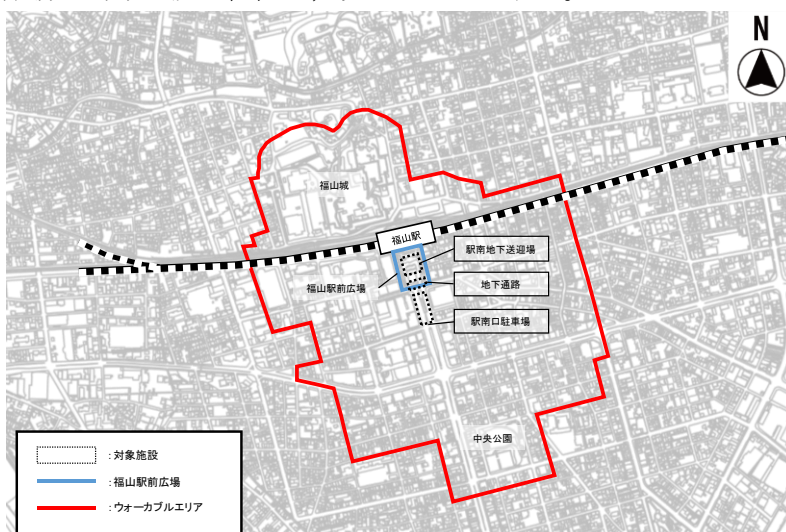 N
福山城
福山駅
駅南地下送迎場
福山駅前広場
地下通路
駅南口駐車場
中央公園
：対象施設
：福山駅前広場
：ウォーカブルエリア